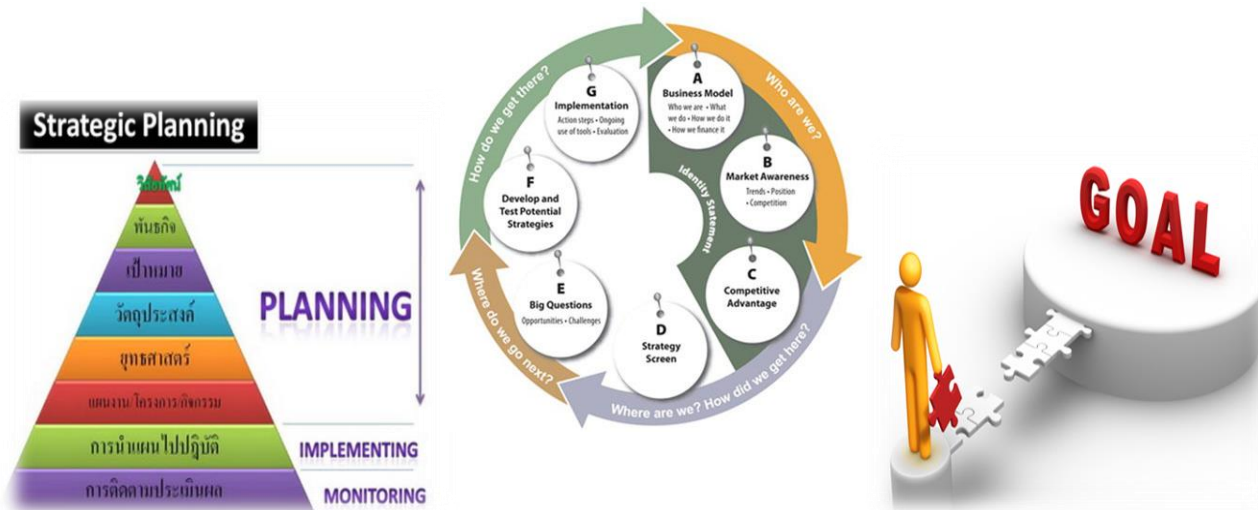 Strategic Planning
วิสัยทัศน์
พันธกิจ
เป้าหมาย
วัตถุประสงค์
ยุทธศาสตร์
แผนงาน/โครงการ/กิจกรรม
การนำแผนไปปฏิบัติ
การติดตามประเมินผล
PLANNING
IMPLEMENTING
MONITORING
Who are we?
Where are we? How did we get here?
Where do we go next?
How do we get there?
Identity Statement
A
Business Model
Who we are • What
we do • How we do it
• How we finance it
B
Market Awareness
Trends • Position
• Competition
C
Competitive
Advantage
D
Strategy
Screen
E
Big Questions
Opportunities • Challenges
F
Develop and
Test Potential
Strategies
G
Implementation
Action steps • Ongoing
use of tools • Evaluation
GOAL